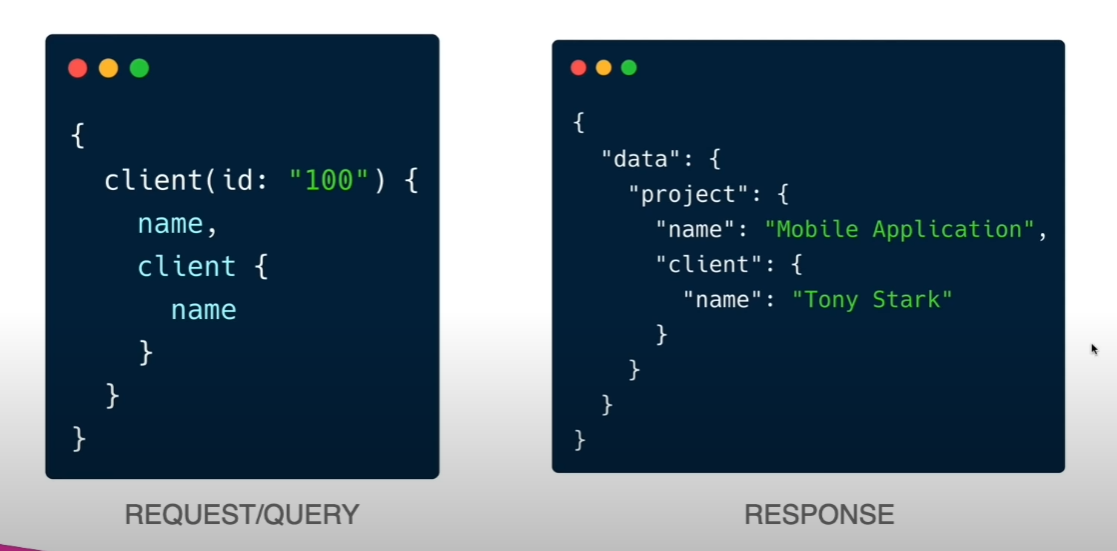 {
  client(id: "100") {
    name,
    client {
      name
    }
  }
}
REQUEST/QUERY
{
  "data": {
    "project": {
      "name": "Mobile Application",
      "client": {
        "name": "Tony Stark"
      }
    }
  }
}
RESPONSE